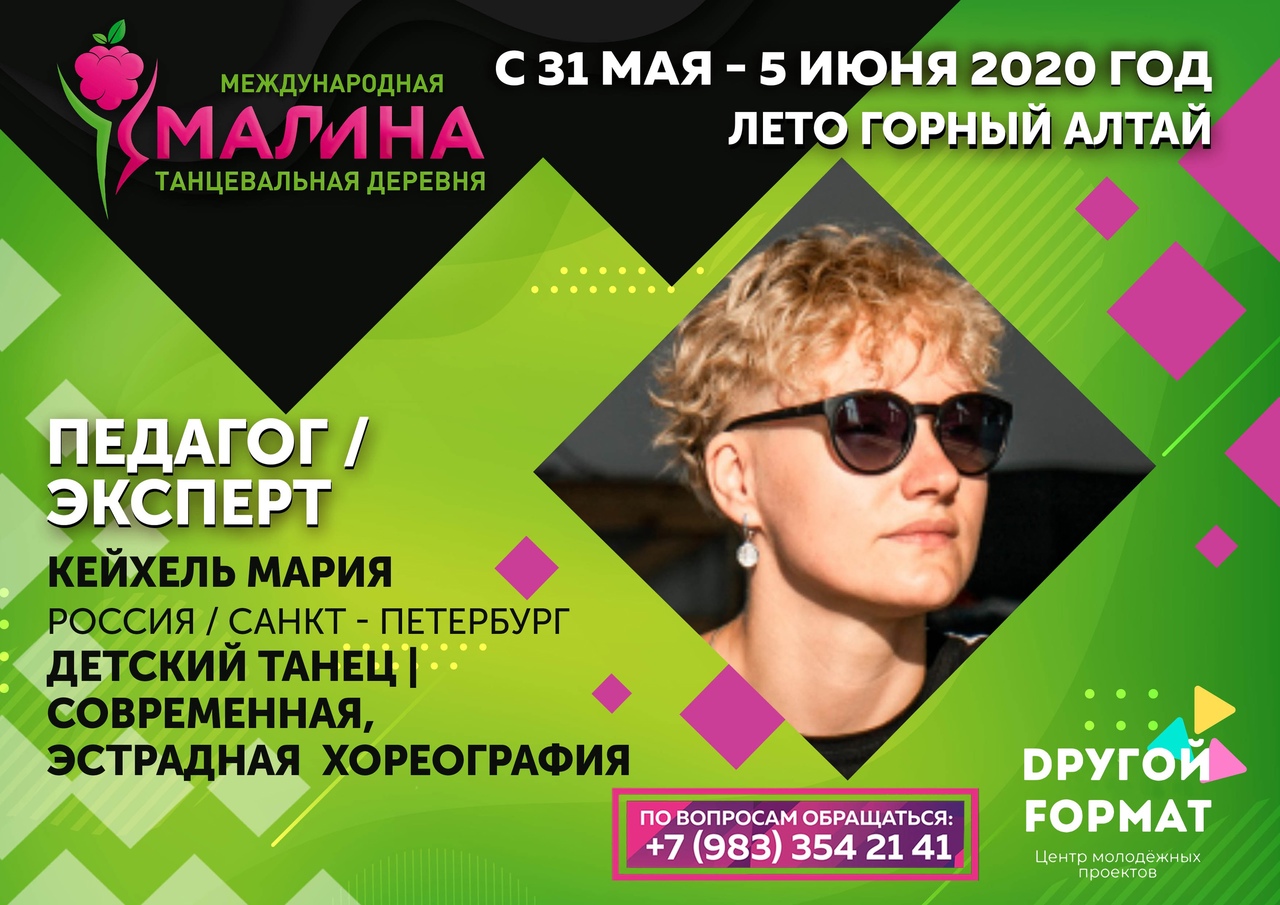 МЕЖДУНАРОДНАЯ
МАЛИНА
ТАНЦЕВАЛЬНАЯ ДЕРЕВНЯ
С 31 МАЯ - 5 ИЮНЯ 2020 ГОД
ЛЕТО ГОРНЫЙ АЛТАЙ
ПЕДАГОГ /
ЭКСПЕРТ
КЕЙХЕЛЬ МАРИЯ
РОССИЯ / САНКТ - ПЕТЕРБУРГ
ДЕТСКИЙ ТАНЕЦ |
СОВРЕМЕННАЯ,
ЭСТРАДНАЯ ХОРЕОГРАФИЯ
ПО ВОПРОСАМ ОБРАЩАТЬСЯ:
+7 (983) 354 21 41
DРУГОЙ
FОРМАТ
Центр молодёжных
проектов